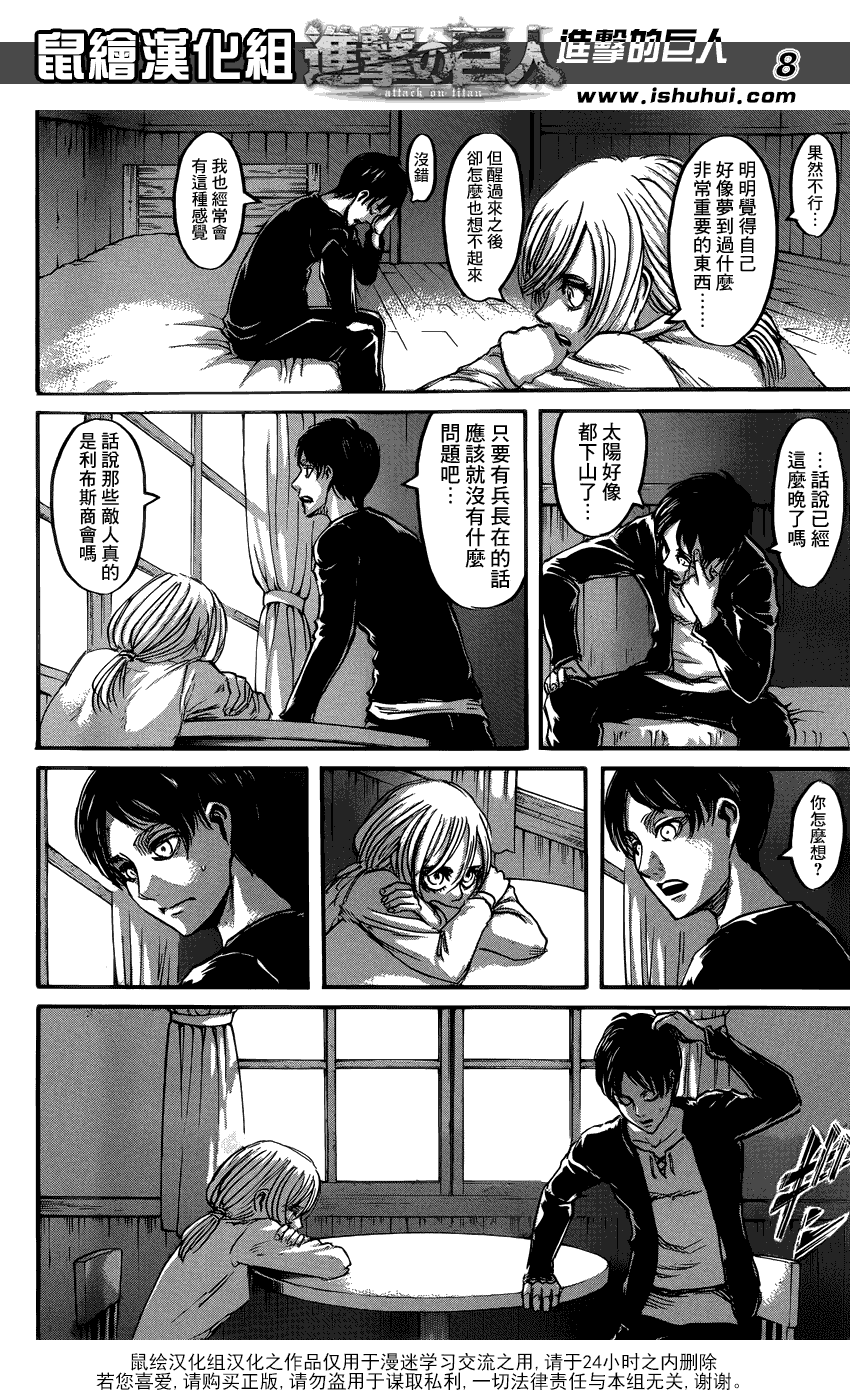 鼠繪漢化組
進撃の巨人
attack on titan
進擊的巨人
8
www.ishuhui.com
果然不行…
明明覺得自己
好像夢到過什麼
非常重要的東西……
但醒過來之後
卻怎麼也想不起來
沒錯
我也經常會
有這種感覺
…話說已經
這麼晚了嗎
太陽好像
都下山了…
只要有兵長在的話
應該就沒有什麼
問題吧…
話說那些敵人真的
是利布斯商會嗎
你怎麼想?
鼠绘汉化组汉化之作品仅用于漫迷学习交流之用, 请于24小时之内删除
若您喜爱, 请购买正版, 请勿用于谋取私利, 一切法律责任与本组无关, 谢谢.